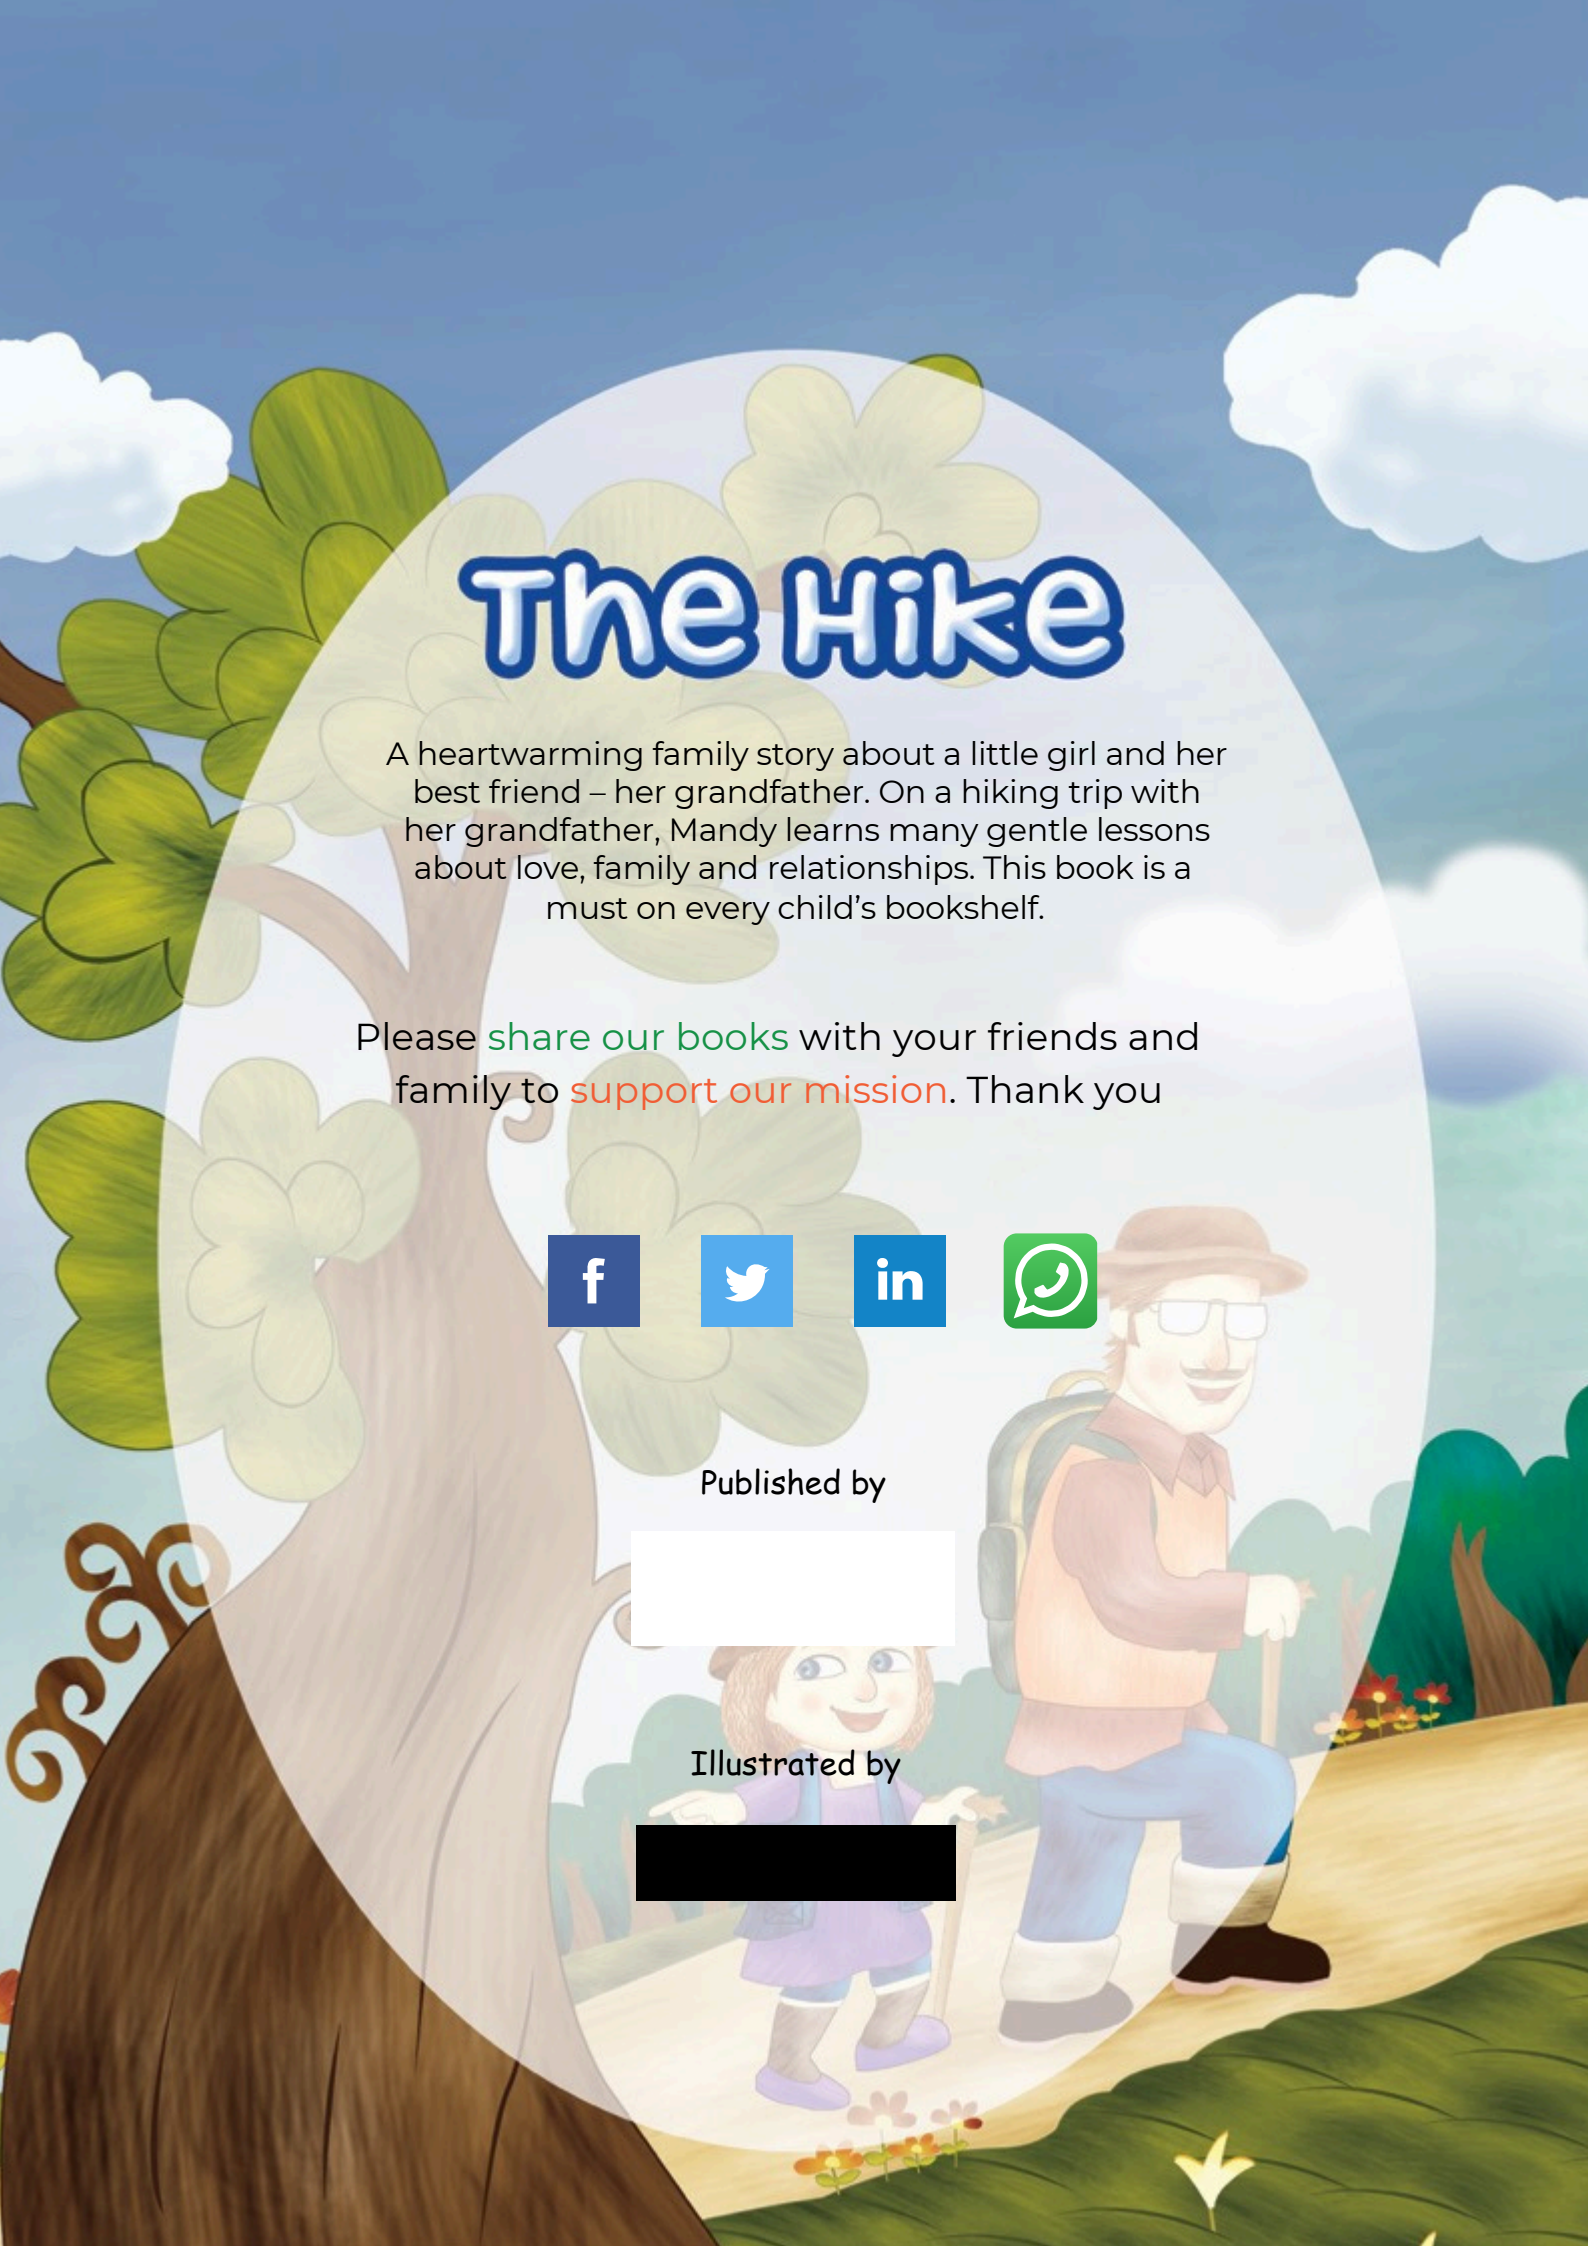 The Hike
A heartwarming family story about a little girl and her
best friend – her grandfather. On a hiking trip with
her grandfather, Mandy learns many gentle lessons
about love, family and relationships. This book is a
must on every child’s bookshelf.
Please share our books with your friends and
family to support our mission. Thank you
f in
Published by
Illustrated by